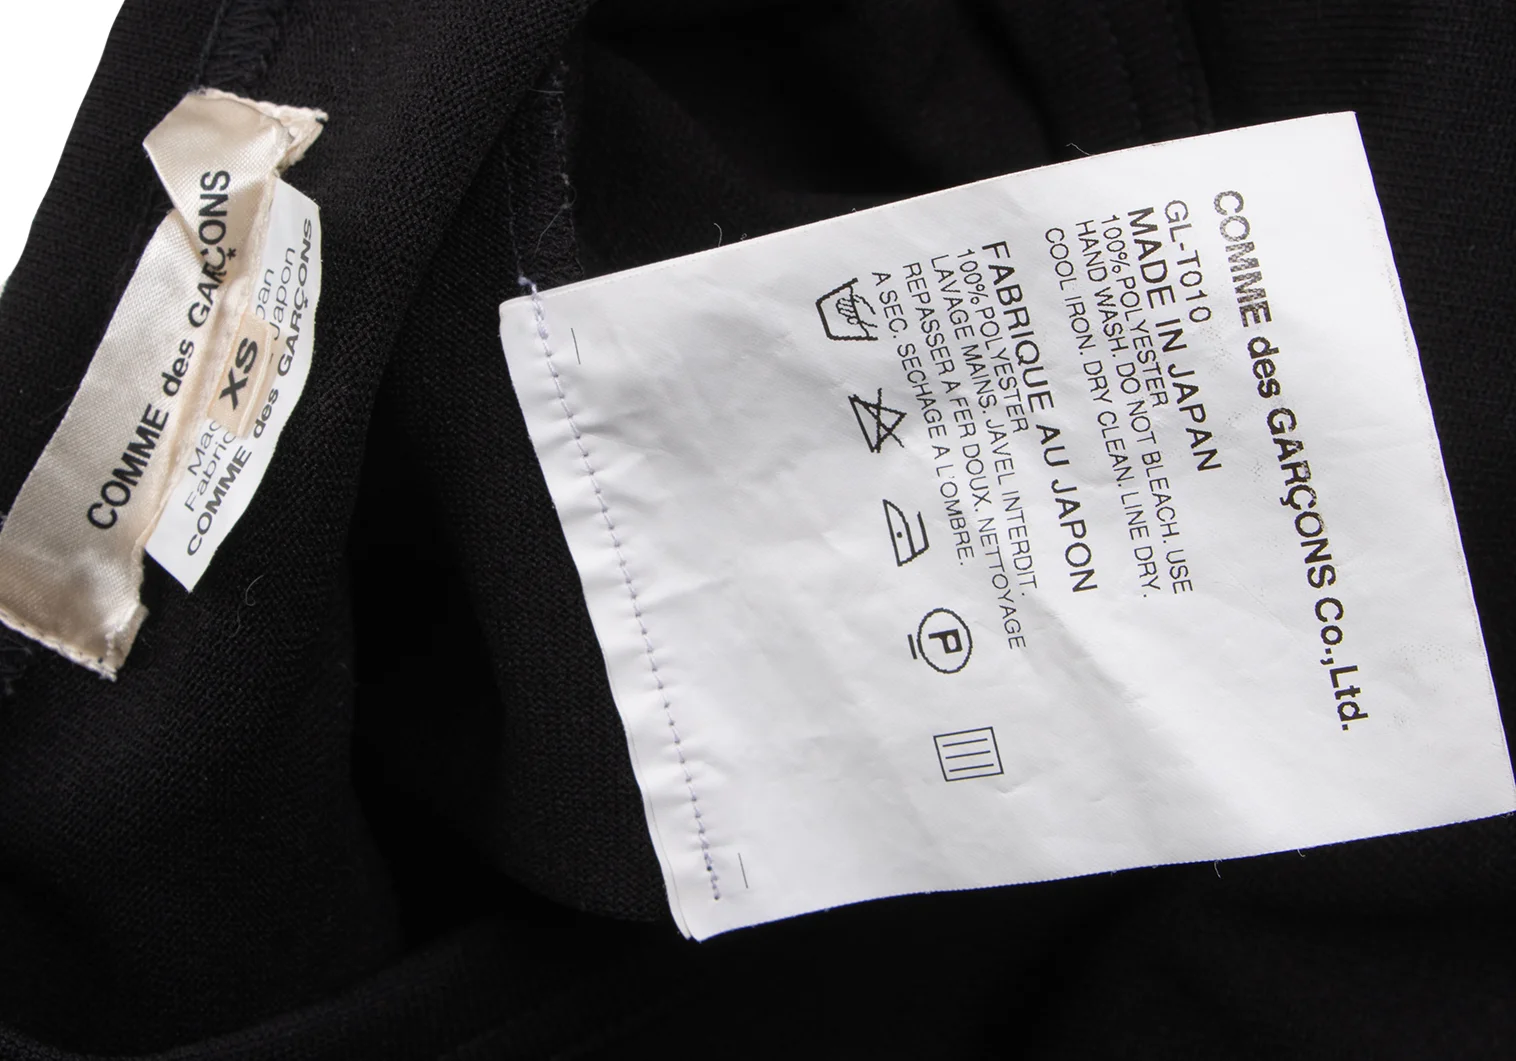 COMME des GARÇONS
XS
Japon
COMME des GARÇONS
COMME des GARÇONS Co.,Ltd.
GL-T010
MADE IN JAPAN
100% POLYESTER
HAND WASH. DO NOT BLEACH. USE
COOL IRON. DRY CLEAN. LINE DRY.
FABRIQUE AU JAPON
100% POLYESTER
LAVAGE MAINS. JAVEL INTERDIT.
REPASSER A FER DOUX. NETTOYAGE
A SEC. SECHAGE A L'OMBRE.
P